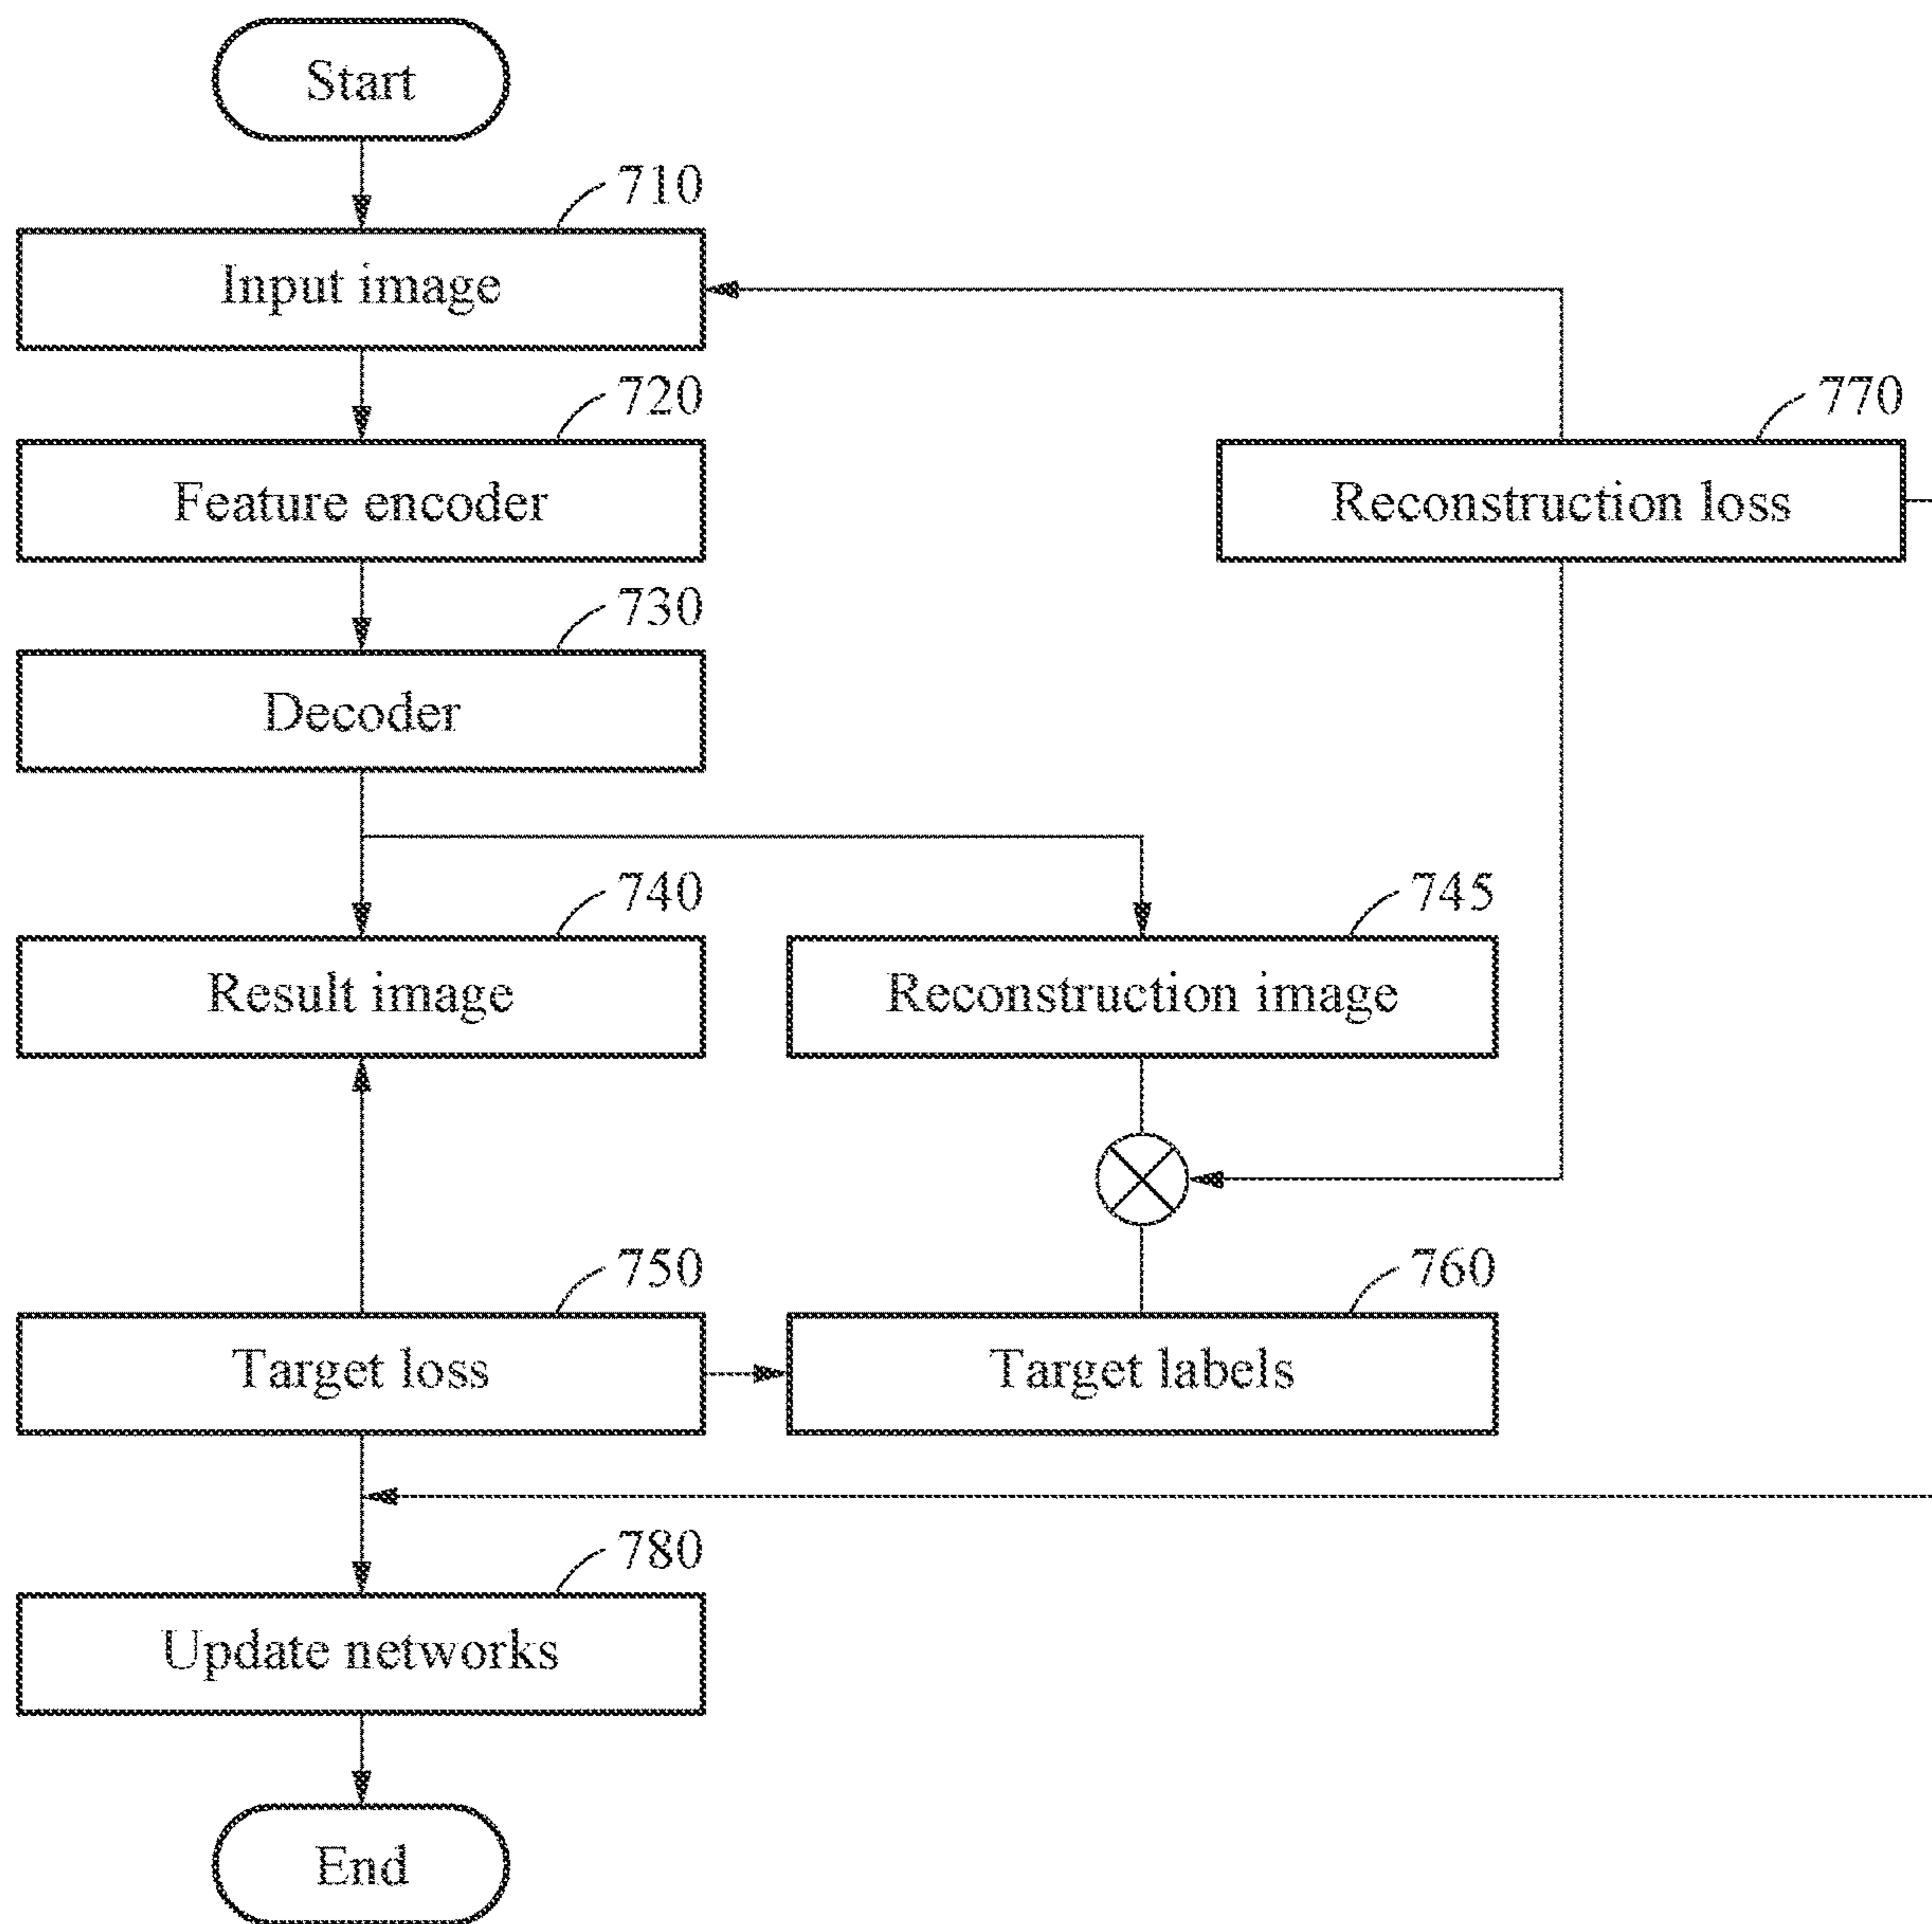 Start
710
Input image
720
770
Feature encoder
Reconstruction loss
730
Decoder
740
745
Result image
Reconstruction image
750
760
Target loss
Target labels
780
Update networks
End